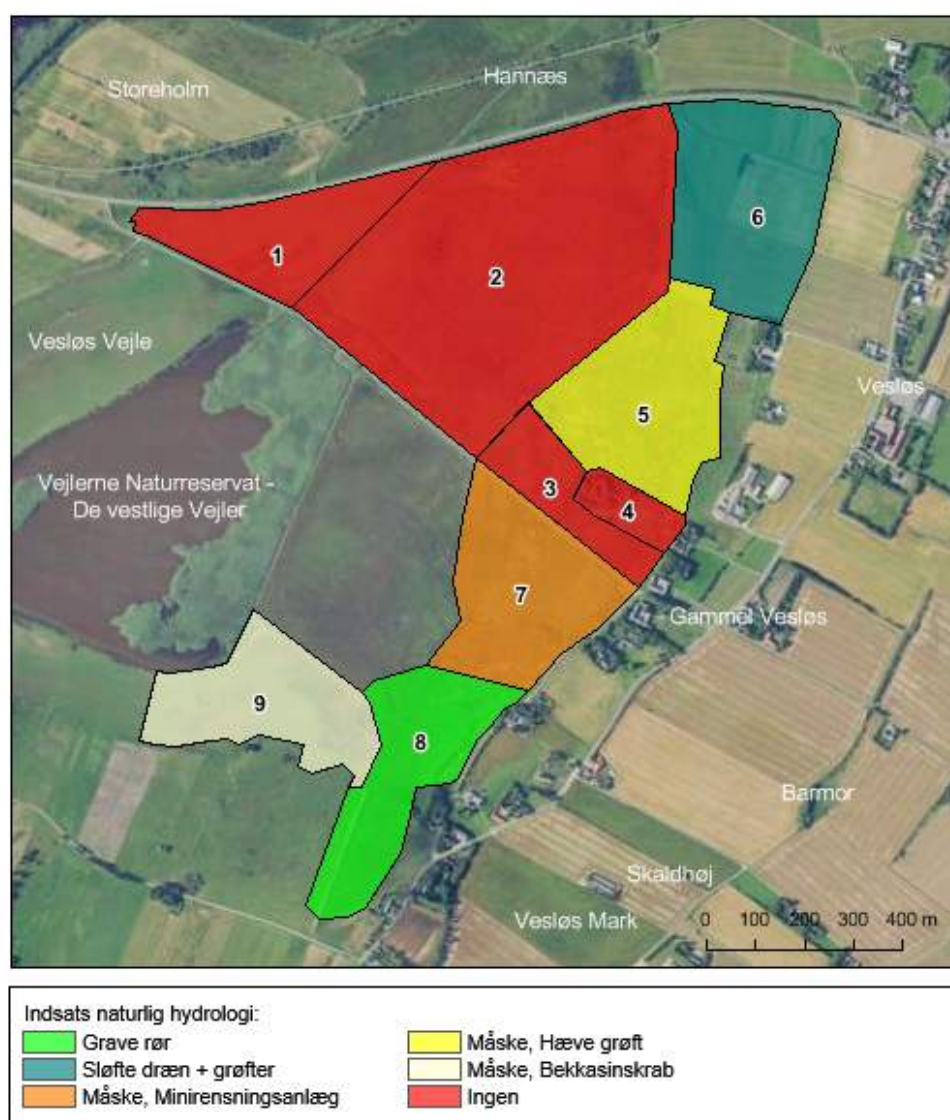 Hannæs
Storeholm
6
1
2
Vesløs Vejle
Vesløs
5
Vejlerne Naturreservat -
De vestlige Vejler
3
4
7
Gammel Vesløs
9
8
Barmor
Skaldhøj
Vesløs Mark
0 100 200 300 400 m
Indsats naturlig hydrologi:
Grave rør
Sløfte dræn + grøfter
Måske, Minirensningsanlæg
Måske, Hæve grøft
Måske, Bekkasinskrab
Ingen